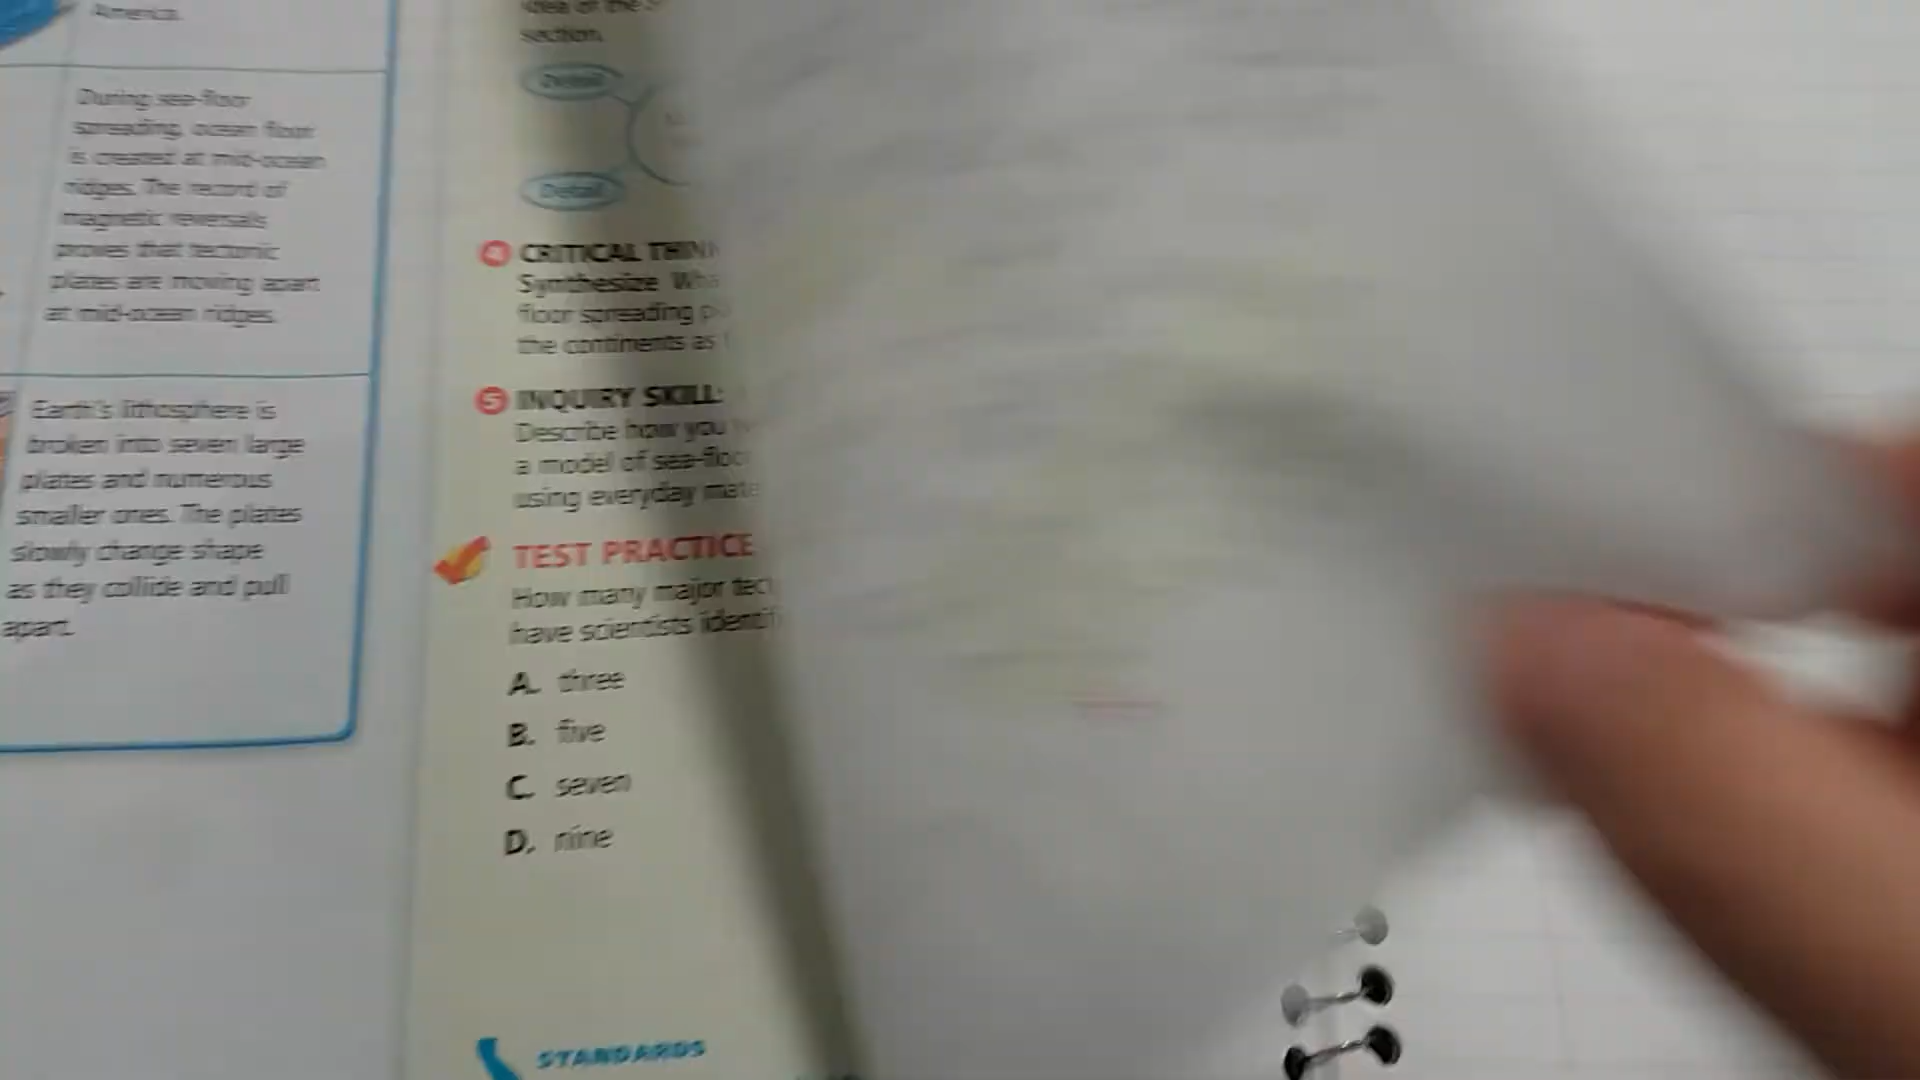 America.
During sea-floor
spreading, ocean floor
is created at mid-ocean
ridges. The record of
magnetic reversals
proves that tectonic
plates are moving apart
at mid-ocean ridges.
Earth's lithosphere is
broken into seven large
plates and numerous
smaller ones. The plates
slowly change shape
as they collide and pull
apart.
idea of the
section.
Detail
Detail
4 CRITICAL THIN
Synthesize Wha
floor spreading
the continents as
5 INQUIRY SKILL:
Describe how you
a model of sea-floo
using everyday mate
TEST PRACTICE
How many major tec
have scientists identif
A. three
B. five
C. seven
D. nine
STANDARDS